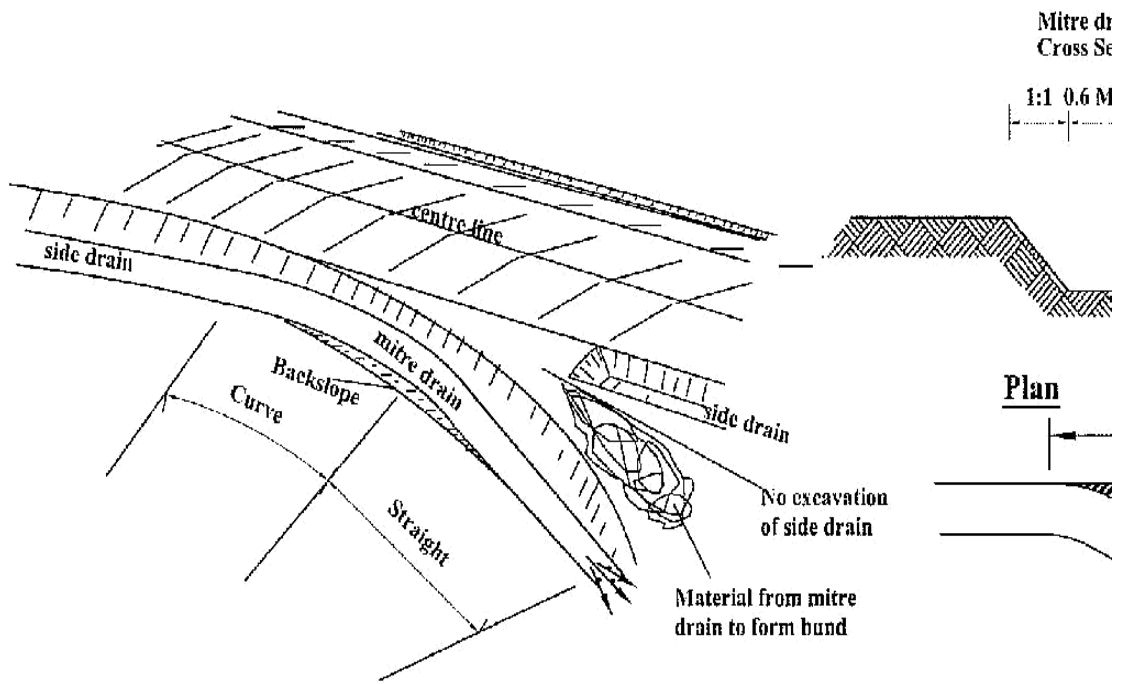 Mitre dr
Cross Se
1:1 0.6 M
centre line
side drain
mitre drain
Backslope
Curve
Straight
side drain
Plan
No excavation
of side drain
Material from mitre
drain to form bund